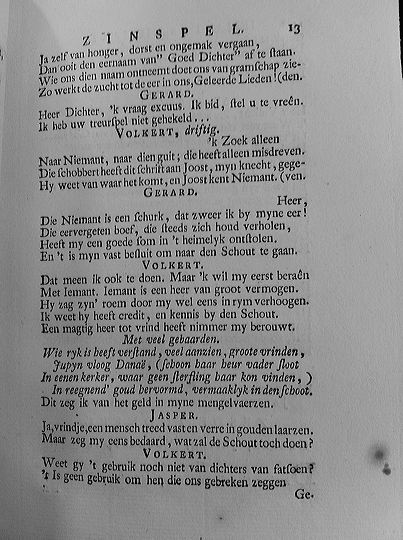 ZINSPEL. 13
Ja zelf van honger, dorst en ongemak vergaan,
Dan ooit den eernaam van" Goed Dichter" af te staan.
Wie ons dien naam ontneemt doet ons van gramschap zie-
Zo werkt de zucht tot de eer in ons, Geleerde Lieden! (den.
GERARD.
Heer Dichter, 'k vraag excuus. Ik bid, stel u te vreên.
Ik heb uw treurspel niet gehekeld...
VOLKERT, driftig.
'k Zoek alleen
Naar Niemant, naar dien guit; die heeft alleen misdreven.
Die schobbert heeft dit schrift aan Joost, myn knecht, gege-
Hy weet van waar het komt, en Joost kent Niemant. (ven.
GERARD.
Heer,
Die Niemant is een schurk, dat zweer ik by myne eer!
Die eervergeten boef, die steeds zich hond verholen,
Heeft my een goede som in 't heimelyk ontstolen.
En 't is myn vast besluit om naar den Schout te gaan.
VOLKERT.
Dat meen ik ook te doen. Maar 'k wil my eerst beraên
Met Iemant. Iemant is een heer van groot vermogen.
Hy zag zyn' roem door my wel eens in rym verhoogen.
Ik weet hy heeft credit, en kennis by den Schout.
Een magtig heer tot vrind heeft nimmer my berouwt.
Met veel gebaarden.
Wie ryk is heeft verstand, veel aanzien, groote vrinden,
Jupyn vloog Danaë, (schoon haar heur vader sloot
In eenen kerker, waar geen sterfling haar kon vinden,)
In reegnend' goud hervormd, vermaaklyk in den schoot.
Dit zeg ik van het geld in myne mengelvaerzen.
JASPER.
Ja, vrindje, een mensch treed vast en verre in gouden laarzen.
Maar zeg my eens bedaard, wat zal de Schout toch doen?
VOLKERT.
Weet gy 't gebruik noch niet van dichters van fatsoen?
't Is geen gebruik om hen die ons gebreken zeggen
Ge-